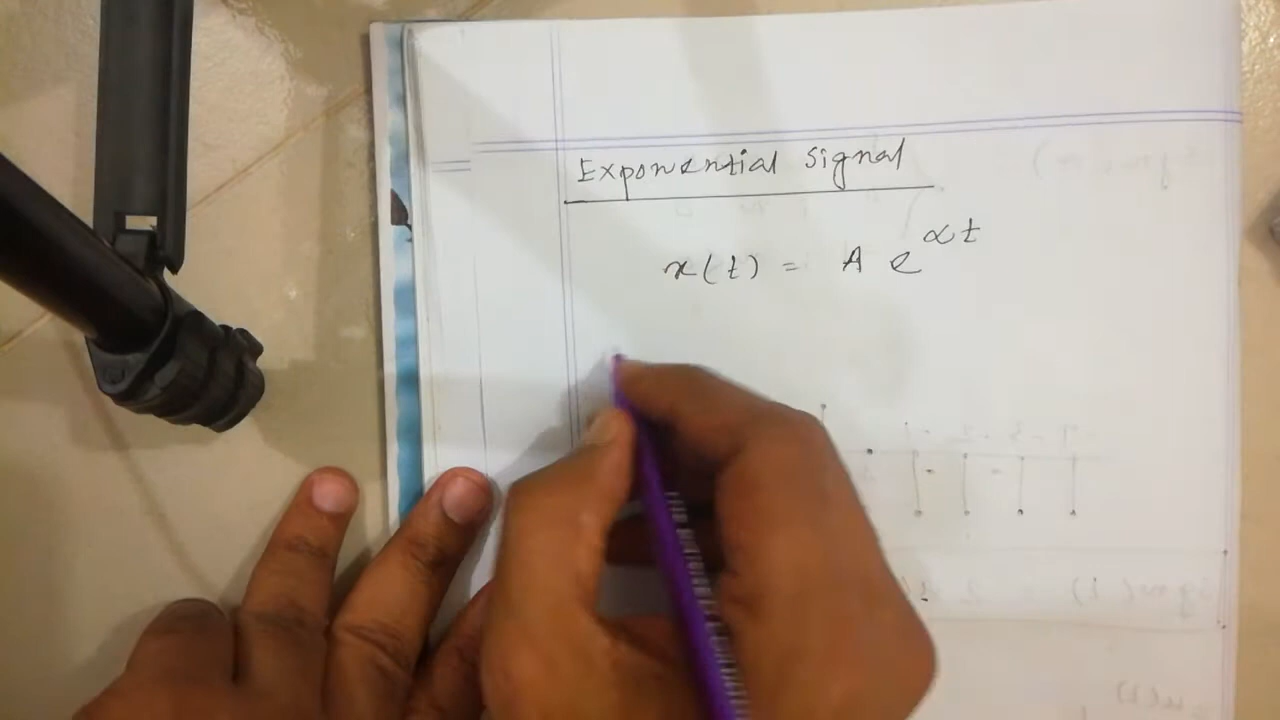 Exponential Signal
x(t) = A e^αt